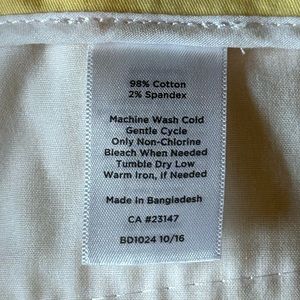 98% Cotton
2% Spandex
Machine Wash Cold
Gentle Cycle
Only Non-Chlorine
Bleach When Needed
Tumble Dry Low
Warm Iron, if Needed
Made in Bangladesh
CA #23147
BD1024 10/16